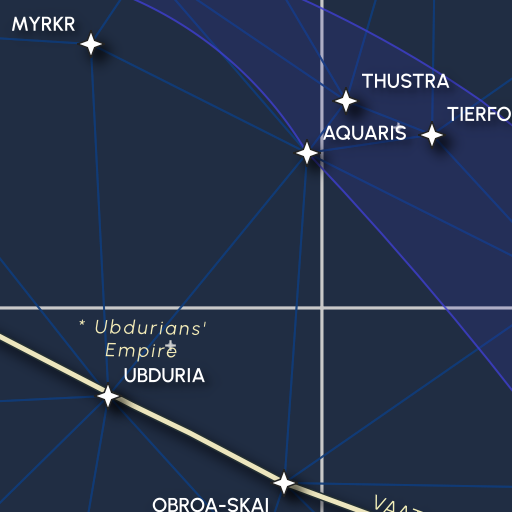 MYRKR
THUSTRA
TIERFO
AQUARIS
* Ubdurians'
Empire
UBDURIA
OBROA-SKAI